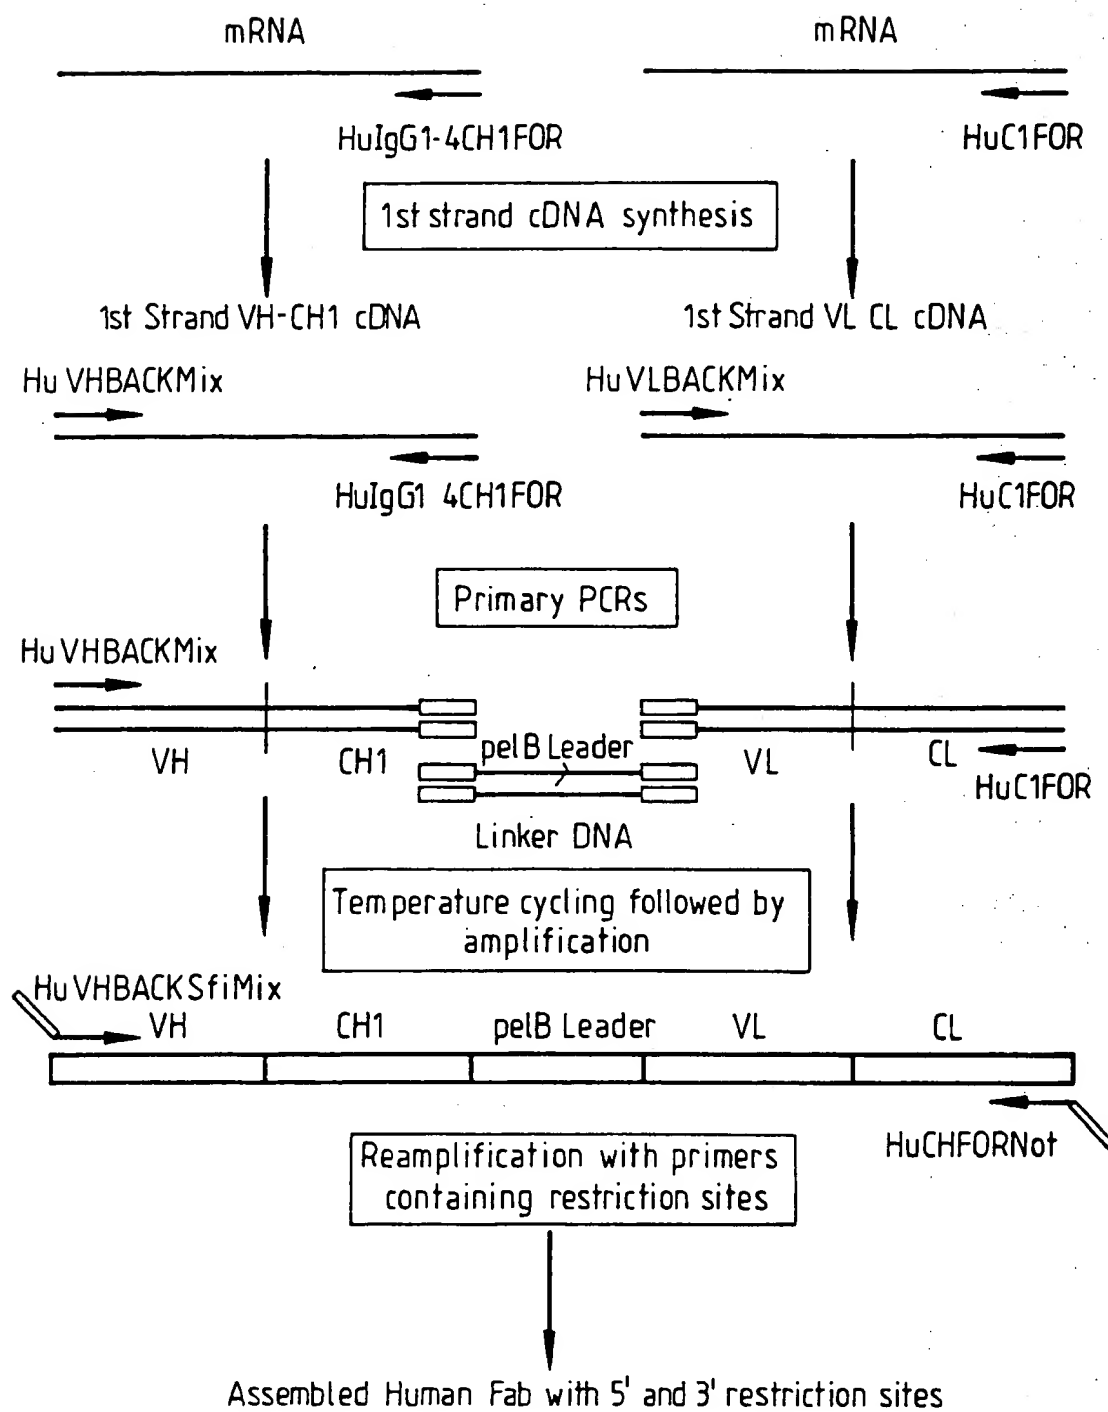 mRNA
mRNA
HuIgG1-4CH1FOR
HuC1FOR
1st strand cDNA synthesis
1st Strand VH-CH1 cDNA
1st Strand VL CL cDNA
Hu VHBACKMix
Hu VLBACKMix
HuIgG1 4CH1FOR
HuC1FOR
Primary PCRs
Hu VHBACKMix
VH
CH1
pelB Leader
VL
CL
HuC1FOR
Linker DNA
Temperature cycling followed by
amplification
Hu VHBACKSfiMix
VH
CH1
pelB Leader
VL
CL
HuCHFORNot
Reamplification with primers
containing restriction sites
Assembled Human Fab with 5' and 3' restriction sites